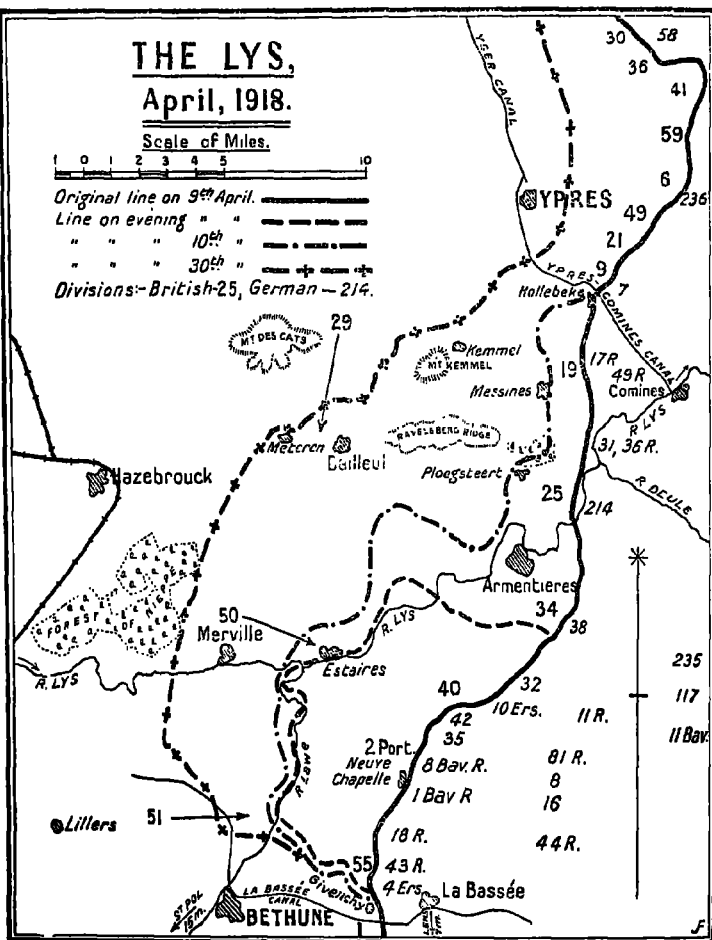 THE LYS,
April, 1918.
Scale of Miles.
1 0 1 2 3 4 5 10
Original line on 9th April.
Line on evening " "
" " " 10th "
" " " 30th "
Divisions:- British-25, German - 214.
YSER CANAL
30 58
36
41
59
6
236
YPRES
49
21
9
7
YPRES-COMINES CANAL
Hollebeke
MT DES CATS
29
Kemmel
MT KEMMEL
Messines
19
17R
49R
Comines
R LYS
31, 36 R.
R DEULE
Meteren
Bailleul
RAVELSBERG RIDGE
Ploegsteert
25
214
Hazebrouck
Armentieres
FOREST OF NIEPPE
34
38
50
Merville
R. LYS
Estaires
R. LYS
235
117
11 Bav.
40
32
10 Ers.
11 R.
42
35
2 Port.
Neuve
Chapelle
8 Bav. R.
81 R.
8
1 Bav R
16
R LAWE
Lillers
51
18 R.
44 R.
55
43 R.
4 Ers.
Givenchy
La Bassée
LA BASSÉE
CANAL
ST POL
16 m.
BETHUNE
LENS
7 m.